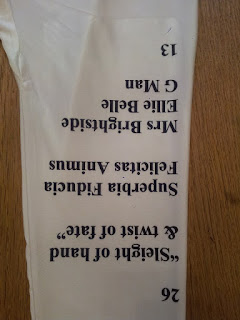 26
“Sleight of hand
& twist of fate”
Superbia Fiducia
Felicitas Animus
Mrs Brightside
Ellie Belle
G Man
13